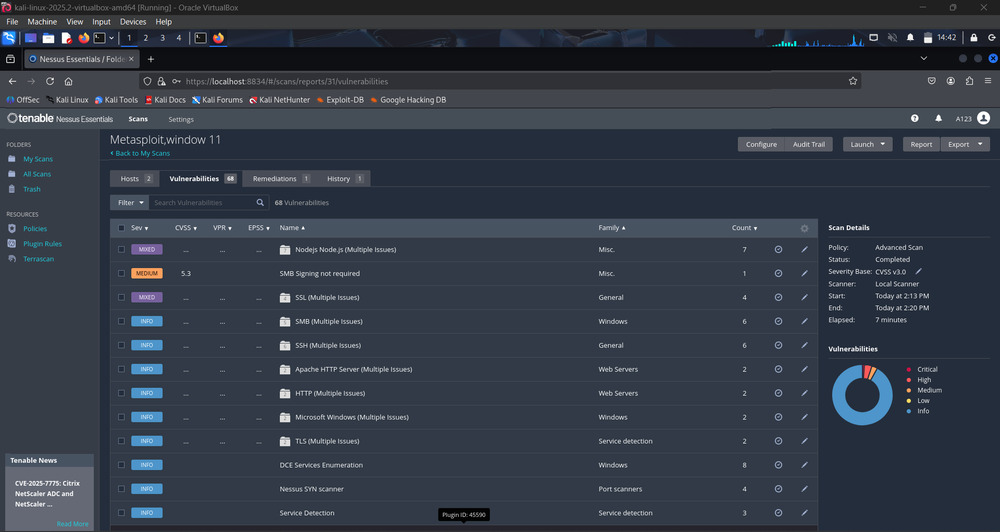 kali-linux-2025.2-virtualbox-amd64 [Running] - Oracle VirtualBox
File Machine View Input Devices Help
1 2 3 4 14:42
Nessus Essentials / Folde
https://localhost:8834/#/scans/reports/31/vulnerabilities
OffSec Kali Linux Kali Tools Kali Docs Kali Forums Kali NetHunter Exploit-DB Google Hacking DB
tenable Nessus Essentials Scans Settings A123
FOLDERS
My Scans
All Scans
Trash
RESOURCES
Policies
Plugin Rules
Terrascan
Tenable News
CVE-2025-7775: Citrix
NetScaler ADC and
NetScaler ...
Read More
Metasploit,window 11
Back to My Scans
Configure Audit Trail Launch Report Export
Hosts 2 Vulnerabilities 68 Remediations 1 History 1
Filter Search Vulnerabilities 68 Vulnerabilities
Sev CVSS VPR EPSS Name Family Count
MIXED ... ... ... 7 Nodejs Node.js (Multiple Issues) Misc. 7
MEDIUM 5.3 SMB Signing not required Misc. 1
MIXED ... ... ... 4 SSL (Multiple Issues) General 4
INFO ... ... ... 5 SMB (Multiple Issues) Windows 6
INFO ... ... ... 6 SSH (Multiple Issues) General 6
INFO ... ... ... 2 Apache HTTP Server (Multiple Issues) Web Servers 2
INFO ... ... ... 2 HTTP (Multiple Issues) Web Servers 2
INFO ... ... ... 2 Microsoft Windows (Multiple Issues) Windows 2
INFO ... ... ... 2 TLS (Multiple Issues) Service detection 2
INFO DCE Services Enumeration Windows 8
INFO Nessus SYN scanner Port scanners 4
INFO Service Detection Service detection 3
Plugin ID: 45590
Scan Details
Policy: Advanced Scan
Status: Completed
Severity Base: CVSS v3.0
Scanner: Local Scanner
Start: Today at 2:13 PM
End: Today at 2:20 PM
Elapsed: 7 minutes
Vulnerabilities
Critical
High
Medium
Low
Info